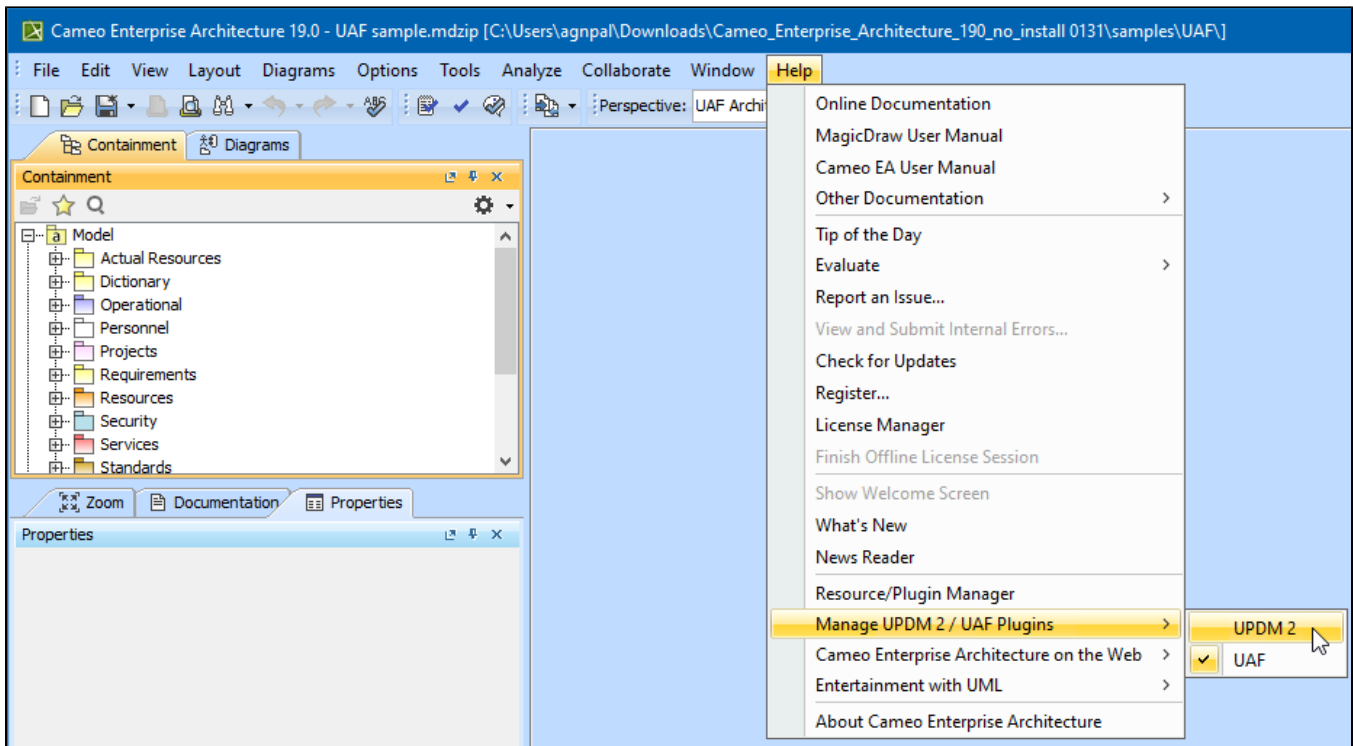 Cameo Enterprise Architecture 19.0 - UAF sample.mdzip [C:\Users\agnpal\Downloads\Cameo_Enterprise_Architecture_190_no_install 0131\samples\UAF\]
File Edit View Layout Diagrams Options Tools Analyze Collaborate Window Help
Perspective: UAF Archi
Containment Diagrams
Containment
Model
Actual Resources
Dictionary
Operational
Personnel
Projects
Requirements
Resources
Security
Services
Standards
Zoom Documentation Properties
Properties
Online Documentation
MagicDraw User Manual
Cameo EA User Manual
Other Documentation
Tip of the Day
Evaluate
Report an Issue...
View and Submit Internal Errors...
Check for Updates
Register...
License Manager
Finish Offline License Session
Show Welcome Screen
What's New
News Reader
Resource/Plugin Manager
Manage UPDM 2 / UAF Plugins
Cameo Enterprise Architecture on the Web
Entertainment with UML
About Cameo Enterprise Architecture
UPDM 2
UAF